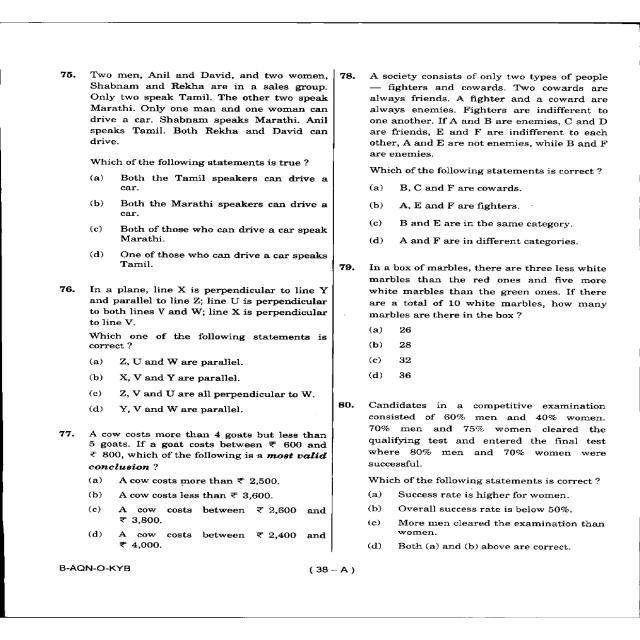 75. Two men, Anil and David, and two women,
Shabnam and Rekha are in a sales group.
Only two speak Tamil. The other two speak
Marathi. Only one man and one woman can
drive a car. Shabnam speaks Marathi. Anil
speaks Tamil. Both Rekha and David can
drive.
Which of the following statements is true ?
(a) Both the Tamil speakers can drive a
car.
(b) Both the Marathi speakers can drive a
car.
(c) Both of those who can drive a car speak
Marathi.
(d) One of those who can drive a car speaks
Tamil.
76. In a plane, line X is perpendicular to line Y
and parallel to line Z; line U is perpendicular
to both lines V and W; line X is perpendicular
to line V.
Which one of the following statements is
correct ?
(a) Z, U and W are parallel.
(b) X, V and Y are parallel.
(c) Z, V and U are all perpendicular to W.
(d) Y, V and W are parallel.
77. A cow costs more than 4 goats but less than
5 goats. If a goat costs between ₹ 600 and
₹ 800, which of the following is a most valid
conclusion ?
(a) A cow costs more than ₹ 2,500.
(b) A cow costs less than ₹ 3,600.
(c) A cow costs between ₹ 2,600 and
₹ 3,800.
(d) A cow costs between ₹ 2,400 and
₹ 4,000.
78. A society consists of only two types of people
— fighters and cowards. Two cowards are
always friends. A fighter and a coward are
always enemies. Fighters are indifferent to
one another. If A and B are enemies, C and D
are friends, E and F are indifferent to each
other, A and E are not enemies, while B and F
are enemies.
Which of the following statements is correct ?
(a) B, C and F are cowards.
(b) A, E and F are fighters.
(c) B and E are in the same category.
(d) A and F are in different categories.
79. In a box of marbles, there are three less white
marbles than the red ones and five more
white marbles than the green ones. If there
are a total of 10 white marbles, how many
marbles are there in the box ?
(a) 26
(b) 28
(c) 32
(d) 36
80. Candidates in a competitive examination
consisted of 60% men and 40% women.
70% men and 75% women cleared the
qualifying test and entered the final test
where 80% men and 70% women were
successful.
Which of the following statements is correct ?
(a) Success rate is higher for women.
(b) Overall success rate is below 50%.
(c) More men cleared the examination than
women.
(d) Both (a) and (b) above are correct.
B-AQN-O-KYB
( 38 – A )